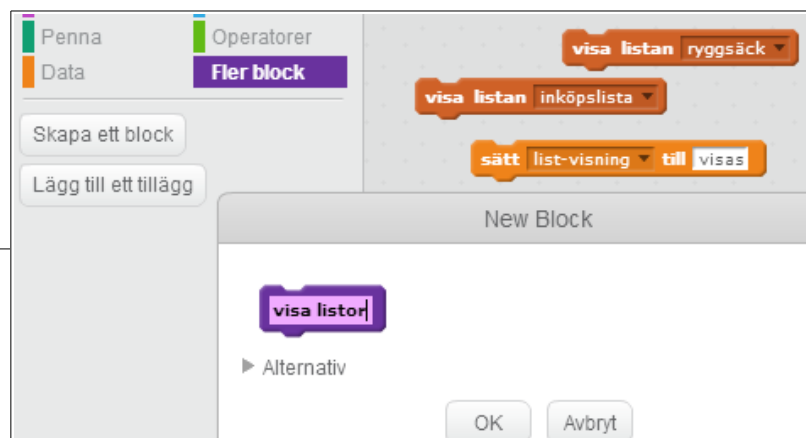 Penna Operatorer
Data Fler block
Skapa ett block
Lägg till ett tillägg
visa listan ryggsäck
visa listan inköpslista
sätt list-visning till visas
New Block
visa listor
Alternativ
OK Avbryt